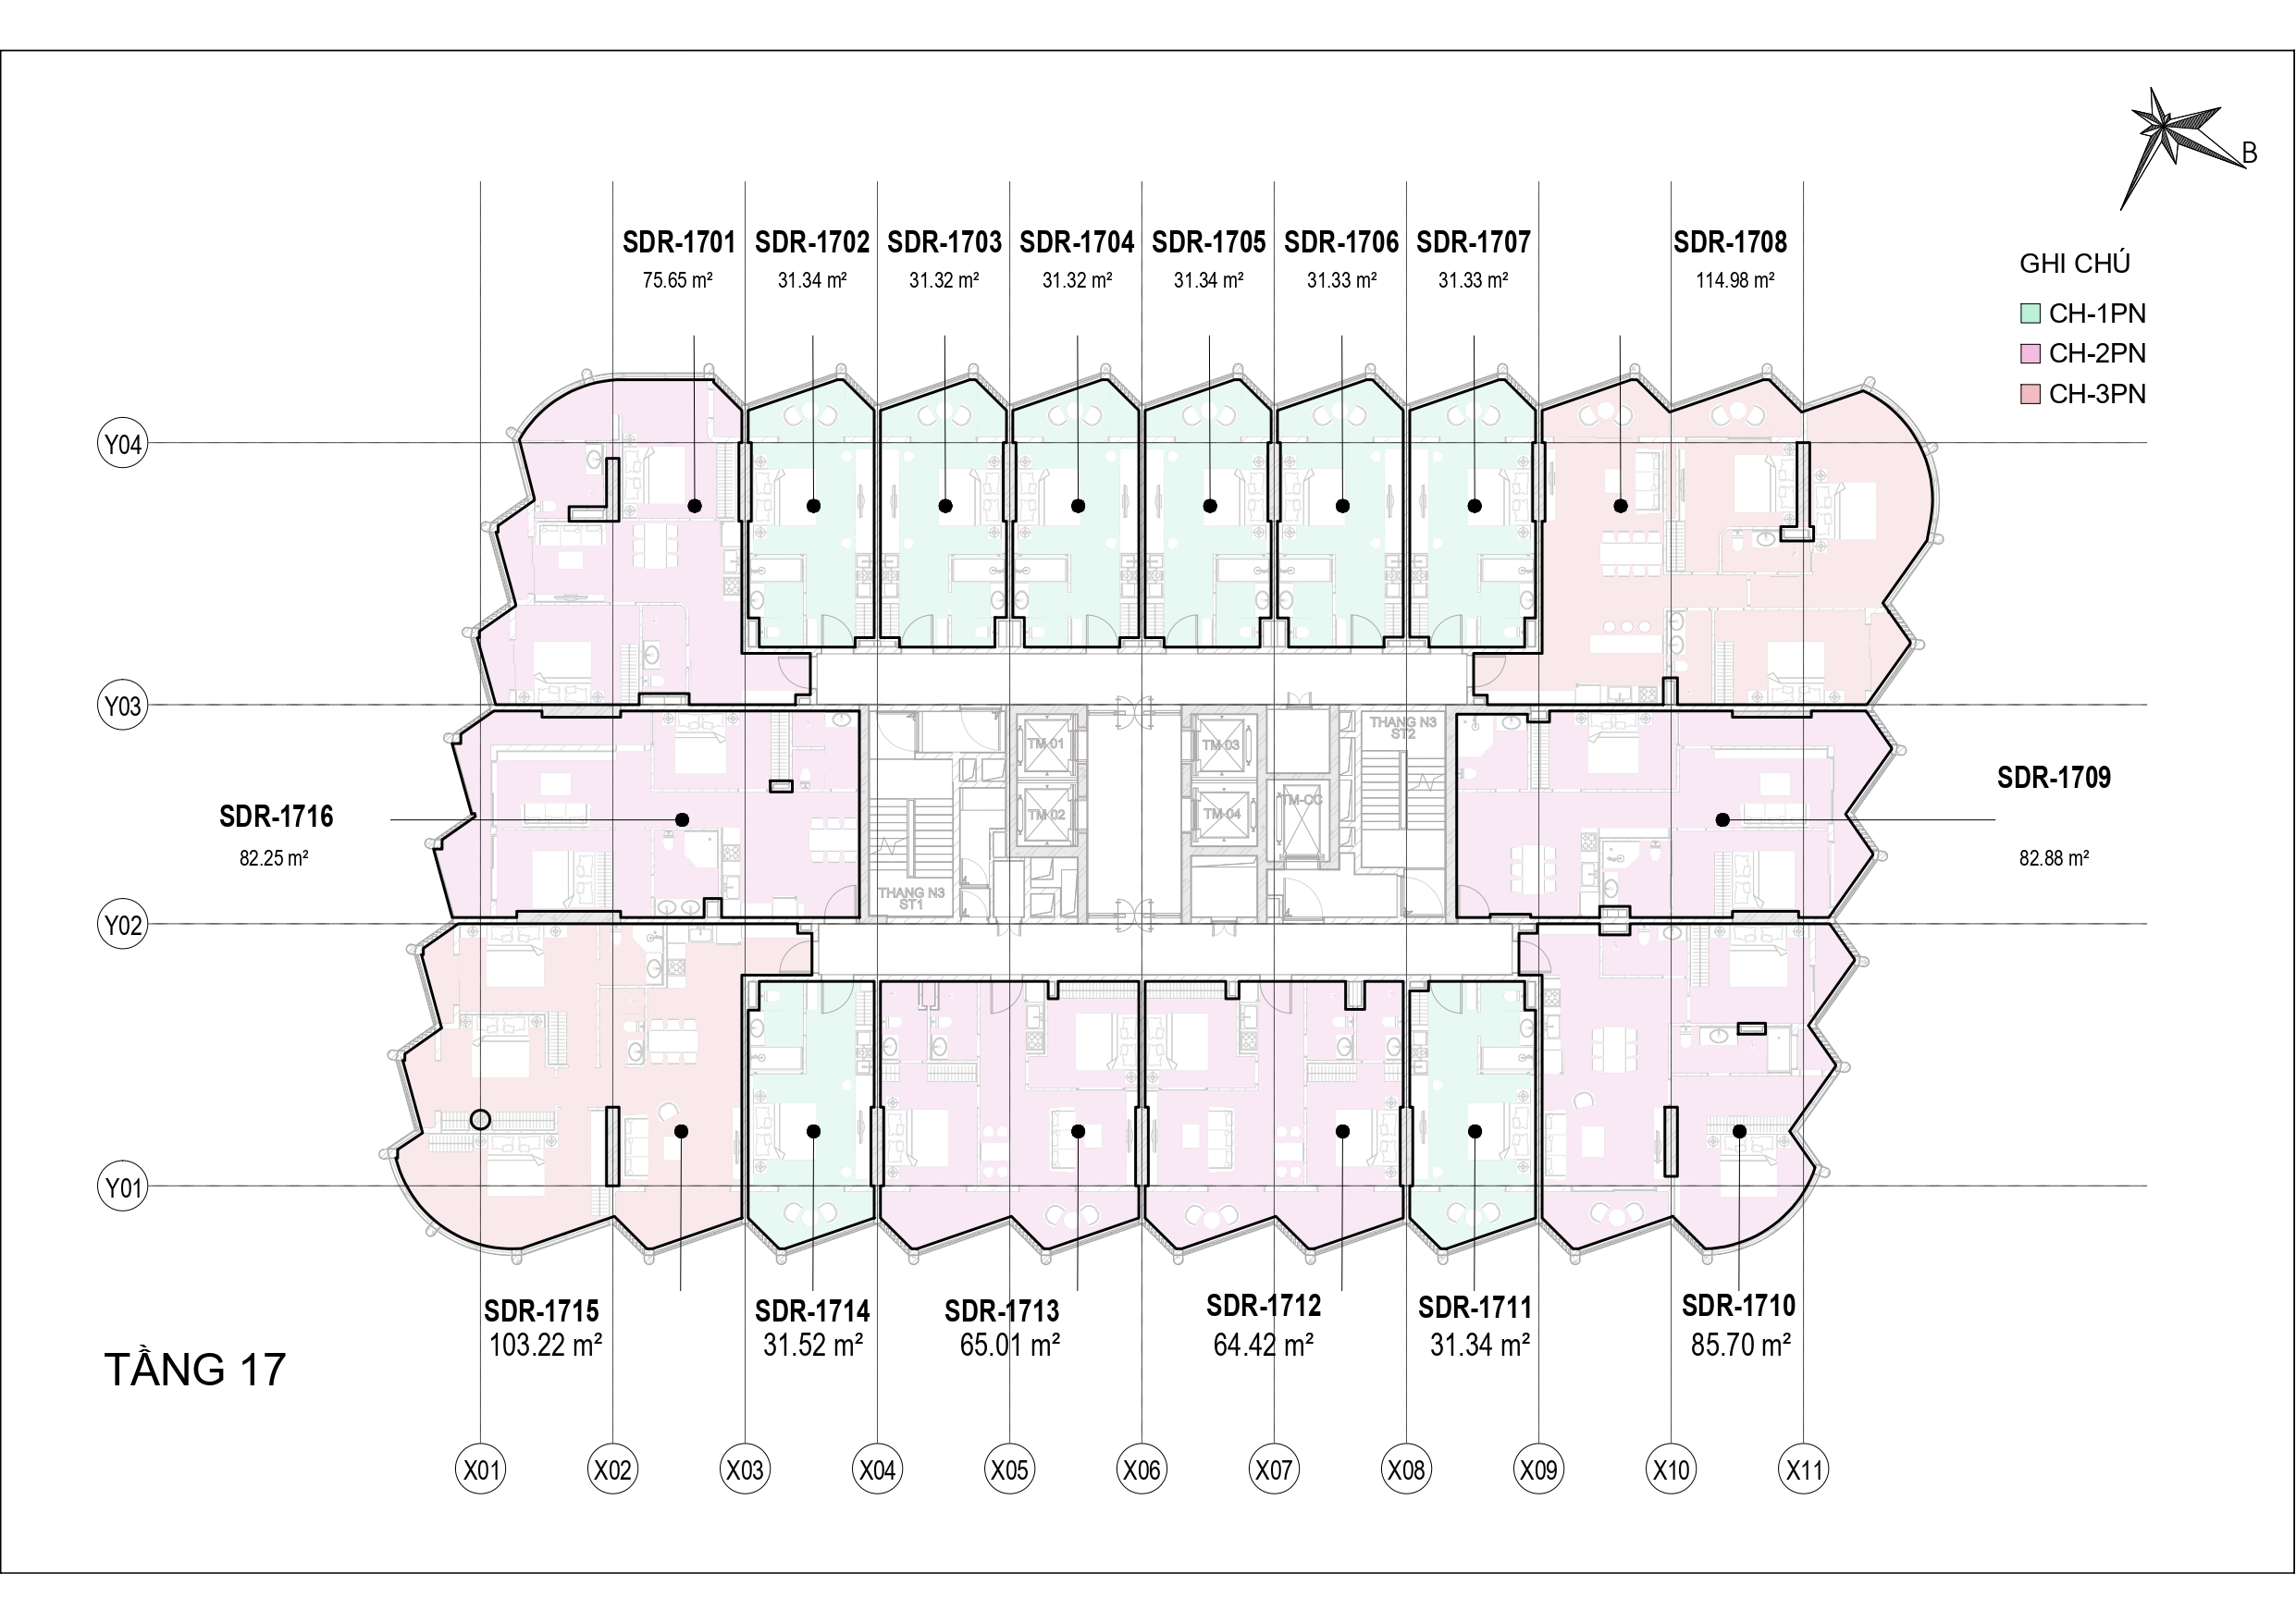 B
GHI CHÚ
CH-1PN
CH-2PN
CH-3PN
SDR-1701
75.65 m²
SDR-1702
31.34 m²
SDR-1703
31.32 m²
SDR-1704
31.32 m²
SDR-1705
31.34 m²
SDR-1706
31.33 m²
SDR-1707
31.33 m²
SDR-1708
114.98 m²
Y04
Y03
THANG N3
ST2
TM-01
TM-03
TM-02
TM-04
TM-CC
SDR-1709
82.88 m²
SDR-1716
82.25 m²
THANG N3
ST1
Y02
Y01
SDR-1715
103.22 m²
SDR-1714
31.52 m²
SDR-1713
65.01 m²
SDR-1712
64.42 m²
SDR-1711
31.34 m²
SDR-1710
85.70 m²
TẦNG 17
X01
X02
X03
X04
X05
X06
X07
X08
X09
X10
X11